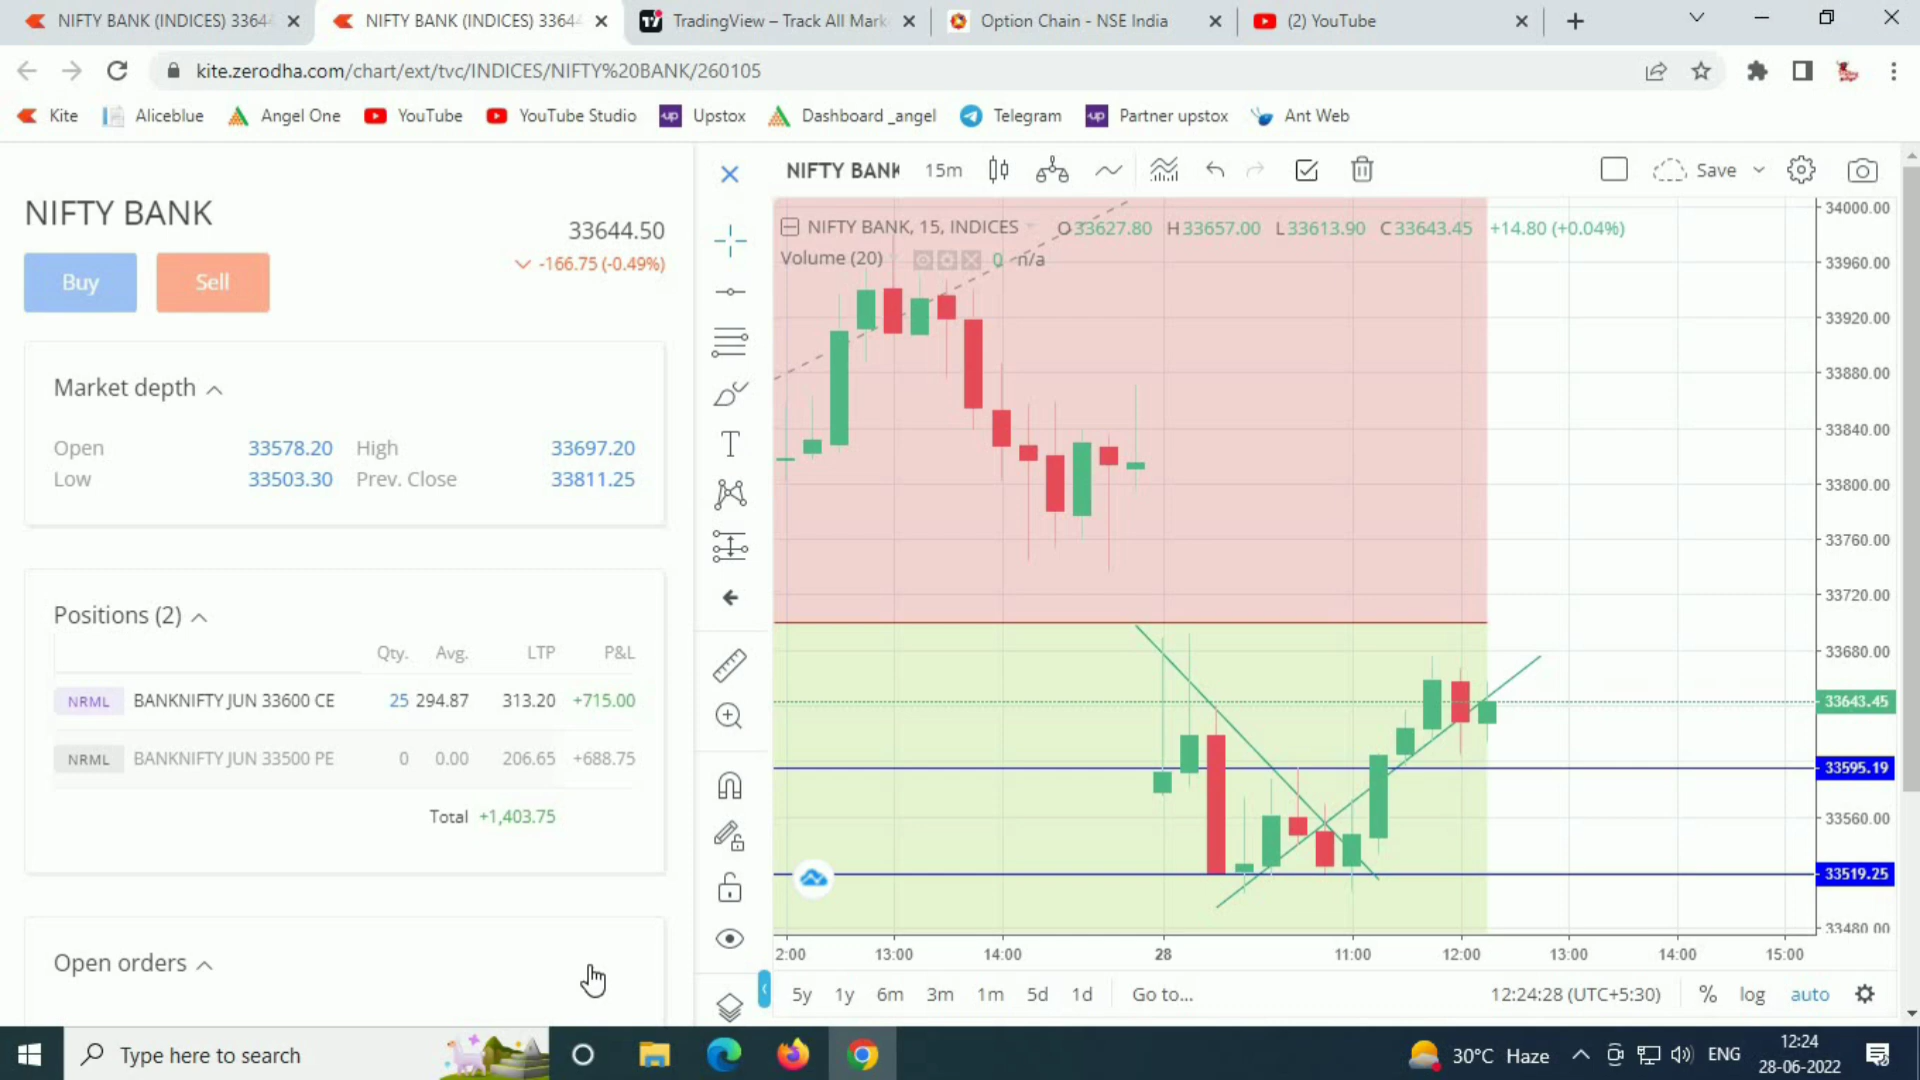 NIFTY BANK (INDICES) 3364
NIFTY BANK (INDICES) 3364
TradingView – Track All Mark
Option Chain - NSE India
(2) YouTube
kite.zerodha.com/chart/ext/tvc/INDICES/NIFTY%20BANK/260105
Kite
Aliceblue
Angel One
YouTube
YouTube Studio
Upstox
Dashboard _angel
Telegram
Partner upstox
Ant Web
NIFTY BANK
33644.50
-166.75 (-0.49%)
Buy
Sell
Market depth
Open 33578.20 High 33697.20
Low 33503.30 Prev. Close 33811.25
Positions (2)
Qty. Avg. LTP P&L
NRML BANKNIFTY JUN 33600 CE 25 294.87 313.20 +715.00
NRML BANKNIFTY JUN 33500 PE 0 0.00 206.65 +688.75
Total +1,403.75
Open orders
NIFTY BANK 15m
Save
NIFTY BANK, 15, INDICES O33627.80 H33657.00 L33613.90 C33643.45 +14.80 (+0.04%)
Volume (20) 0 n/a
34000.00
33960.00
33920.00
33880.00
33840.00
33800.00
33760.00
33720.00
33680.00
33643.45
33595.19
33560.00
33519.25
33480.00
2:00 13:00 14:00 28 11:00 12:00 13:00 14:00 15:00
5y 1y 6m 3m 1m 5d 1d Go to... 12:24:28 (UTC+5:30) % log auto
Type here to search
30°C Haze
ENG
12:24
28-06-2022